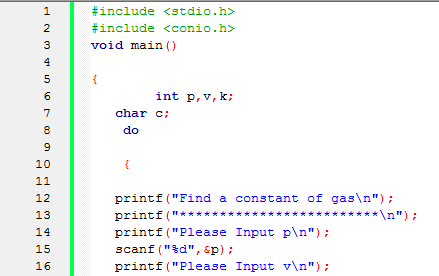 1 #include <stdio.h>
2 #include <conio.h>
3 void main()
4
5 {
6 int p,v,k;
7 char c;
8 do
9
10 {
11
12 printf("Find a constant of gas\n");
13 printf("*************************\n");
14 printf("Please Input p\n");
15 scanf("%d",&p);
16 printf("Please Input v\n");